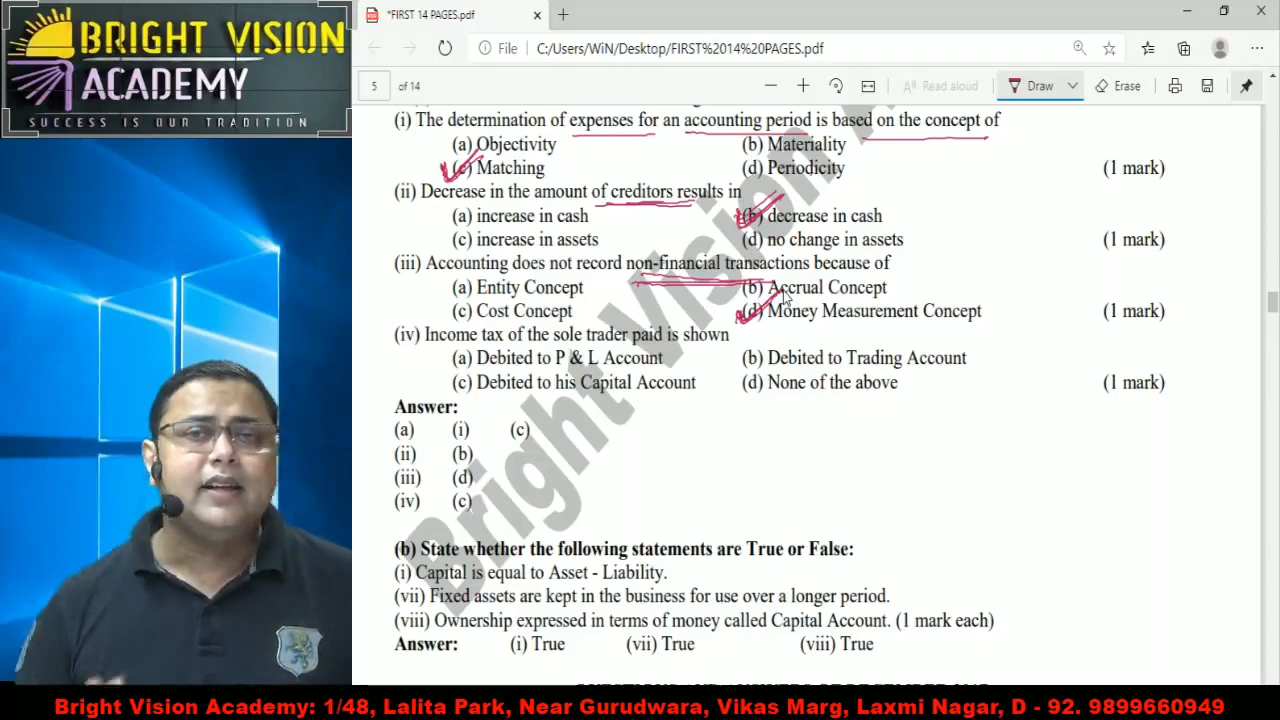 BRIGHT VISION
ACADEMY
SUCCESS IS OUR TRADITION
*FIRST 14 PAGES.pdf
File C:/Users/WiN/Desktop/FIRST%2014%20PAGES.pdf
5 of 14
Read aloud
Draw
Erase
(i) The determination of expenses for an accounting period is based on the concept of
(a) Objectivity (b) Materiality
(c) Matching (d) Periodicity (1 mark)
(ii) Decrease in the amount of creditors results in
(a) increase in cash (b) decrease in cash
(c) increase in assets (d) no change in assets (1 mark)
(iii) Accounting does not record non-financial transactions because of
(a) Entity Concept (b) Accrual Concept
(c) Cost Concept (d) Money Measurement Concept (1 mark)
(iv) Income tax of the sole trader paid is shown
(a) Debited to P & L Account (b) Debited to Trading Account
(c) Debited to his Capital Account (d) None of the above (1 mark)
Answer:
(a) (i) (c)
(ii) (b)
(iii) (d)
(iv) (c)
(b) State whether the following statements are True or False:
(i) Capital is equal to Asset - Liability.
(vii) Fixed assets are kept in the business for use over a longer period.
(viii) Ownership expressed in terms of money called Capital Account. (1 mark each)
Answer: (i) True (vii) True (viii) True
Bright Vision A
Bright Vision Academy: 1/48, Lalita Park, Near Gurudwara, Vikas Marg, Laxmi Nagar, D - 92. 9899660949